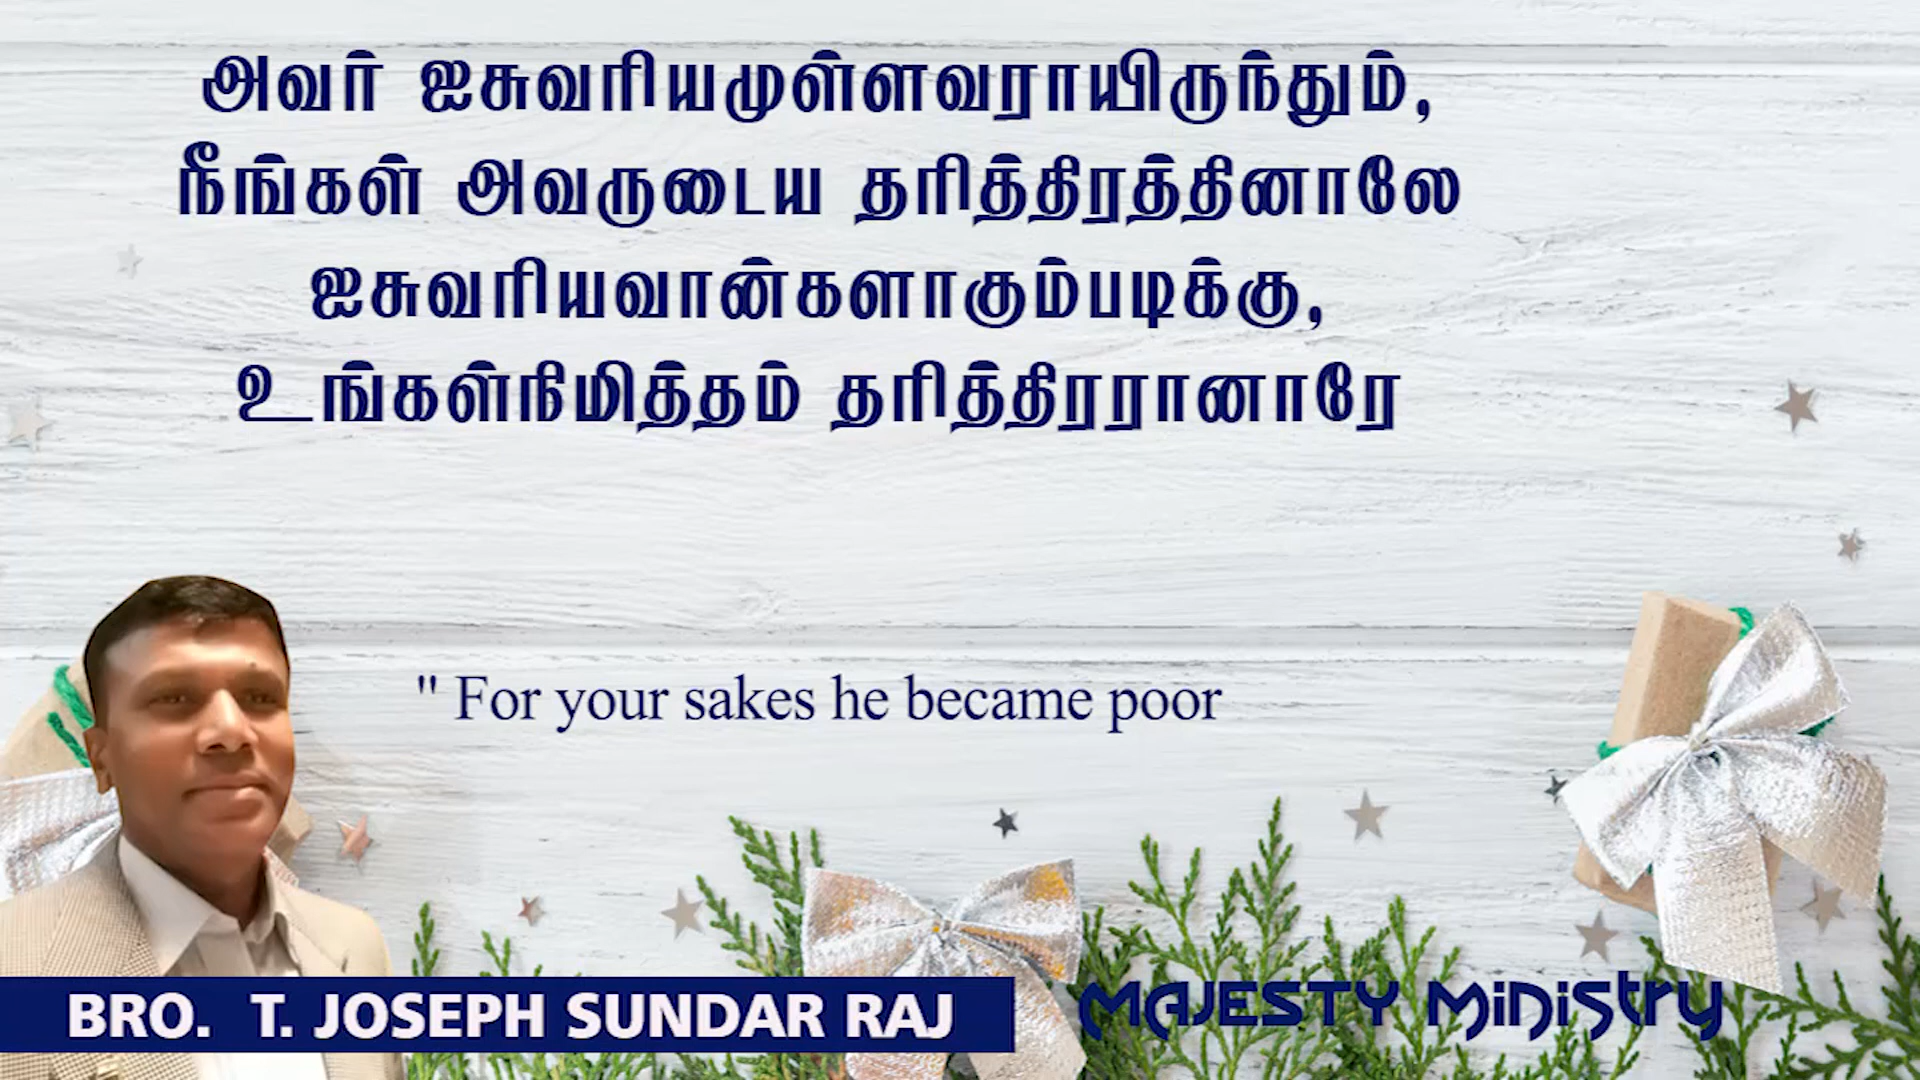 அவர் ஐசுவரியமுள்ளவராயிருந்தும்,
நீங்கள் அவருடைய தரித்திரத்தினாலே
ஐசுவரியவான்களாகும்படிக்கு,
உங்கள்நிமித்தம் தரித்திரரானாரே
" For your sakes he became poor
BRO. T. JOSEPH SUNDAR RAJ
MAJESTY Ministry